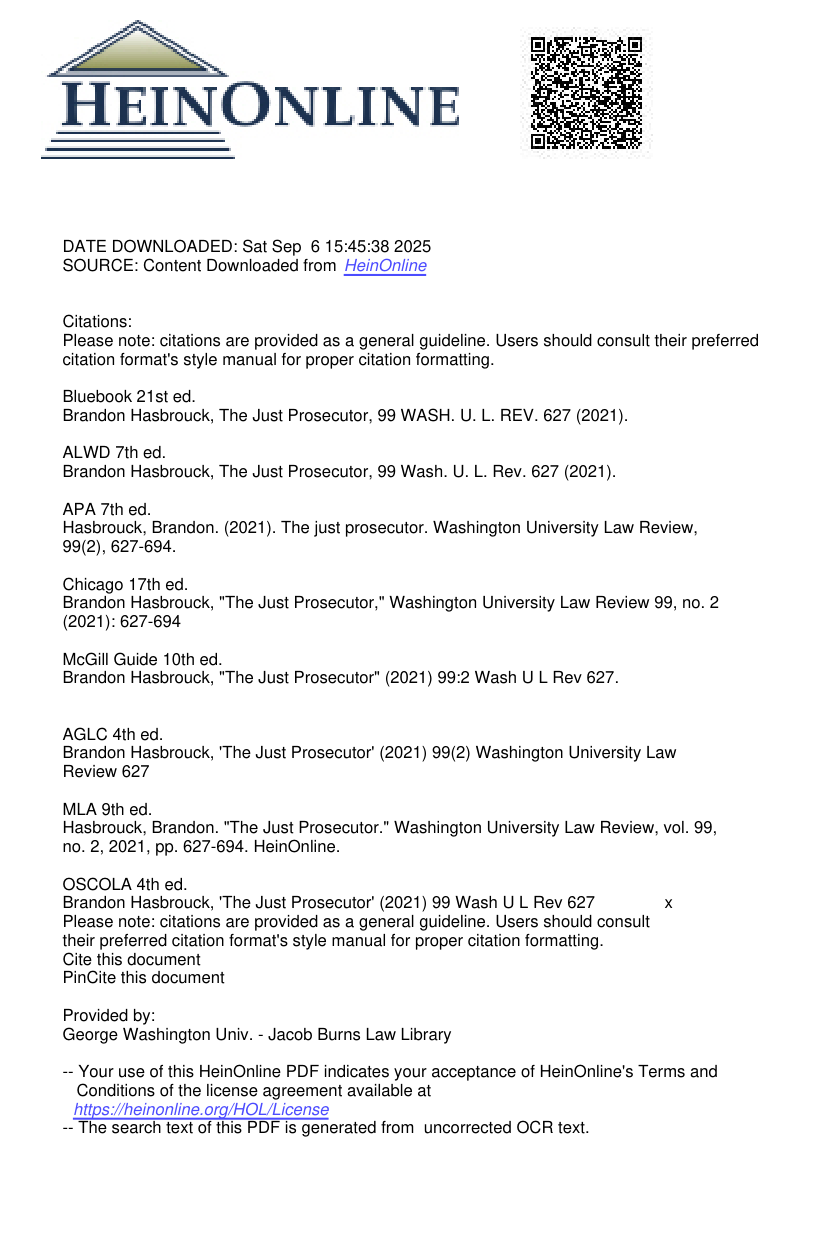 HEINONLINE
DATE DOWNLOADED: Sat Sep  6 15:45:38 2025
SOURCE: Content Downloaded from HeinOnline
Citations:
Please note: citations are provided as a general guideline. Users should consult their preferred
citation format's style manual for proper citation formatting.
Bluebook 21st ed.
Brandon Hasbrouck, The Just Prosecutor, 99 WASH. U. L. REV. 627 (2021).
ALWD 7th ed.
Brandon Hasbrouck, The Just Prosecutor, 99 Wash. U. L. Rev. 627 (2021).
APA 7th ed.
Hasbrouck, Brandon. (2021). The just prosecutor. Washington University Law Review,
99(2), 627-694.
Chicago 17th ed.
Brandon Hasbrouck, "The Just Prosecutor," Washington University Law Review 99, no. 2
(2021): 627-694
McGill Guide 10th ed.
Brandon Hasbrouck, "The Just Prosecutor" (2021) 99:2 Wash U L Rev 627.
AGLC 4th ed.
Brandon Hasbrouck, 'The Just Prosecutor' (2021) 99(2) Washington University Law
Review 627
MLA 9th ed.
Hasbrouck, Brandon. "The Just Prosecutor." Washington University Law Review, vol. 99,
no. 2, 2021, pp. 627-694. HeinOnline.
OSCOLA 4th ed.
Brandon Hasbrouck, 'The Just Prosecutor' (2021) 99 Wash U L Rev 627 x
Please note: citations are provided as a general guideline. Users should consult
their preferred citation format's style manual for proper citation formatting.
Cite this document
PinCite this document
Provided by:
George Washington Univ. - Jacob Burns Law Library
-- Your use of this HeinOnline PDF indicates your acceptance of HeinOnline's Terms and
Conditions of the license agreement available at
https://heinonline.org/HOL/License
-- The search text of this PDF is generated from  uncorrected OCR text.